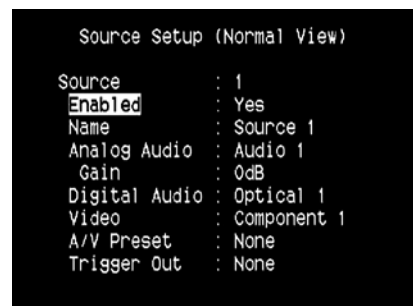 Source Setup (Normal View)
Source : 1
Enabled : Yes
Name : Source 1
Analog Audio : Audio 1
Gain : 0dB
Digital Audio : Optical 1
Video : Component 1
A/V Preset : None
Trigger Out : None